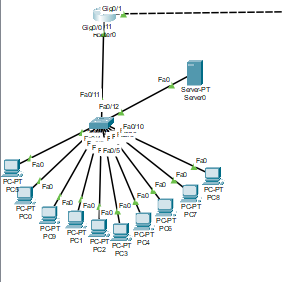 Gig0/1
Gig0/0
Router0
Fa0/11
Fa0/12
Fa0
Server-PT
Server0
Fa0/10
Fa0/5
Fa0
PC-PT
PC5
Fa0
PC-PT
PC0
Fa0
PC-PT
PC9
Fa0
PC-PT
PC1
Fa0
PC-PT
PC2
Fa0
PC-PT
PC3
Fa0
PC-PT
PC4
Fa0
PC-PT
PC6
Fa0
PC-PT
PC7
Fa0
PC-PT
PC8